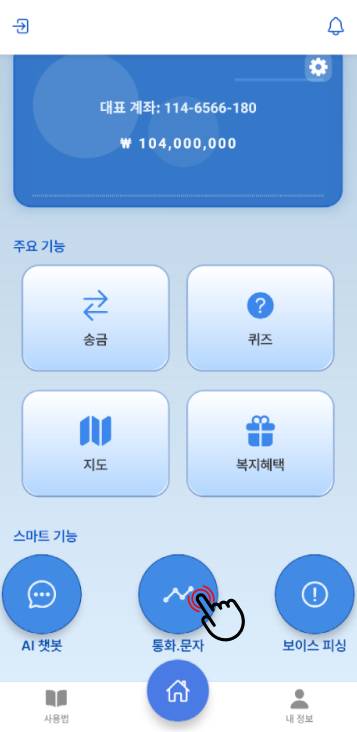 대표 계좌: 114-6566-180
₩ 104,000,000
주요 기능
송금
퀴즈
지도
복지혜택
스마트 기능
AI 챗봇
통화.문자
보이스 피싱
사용법
내 정보